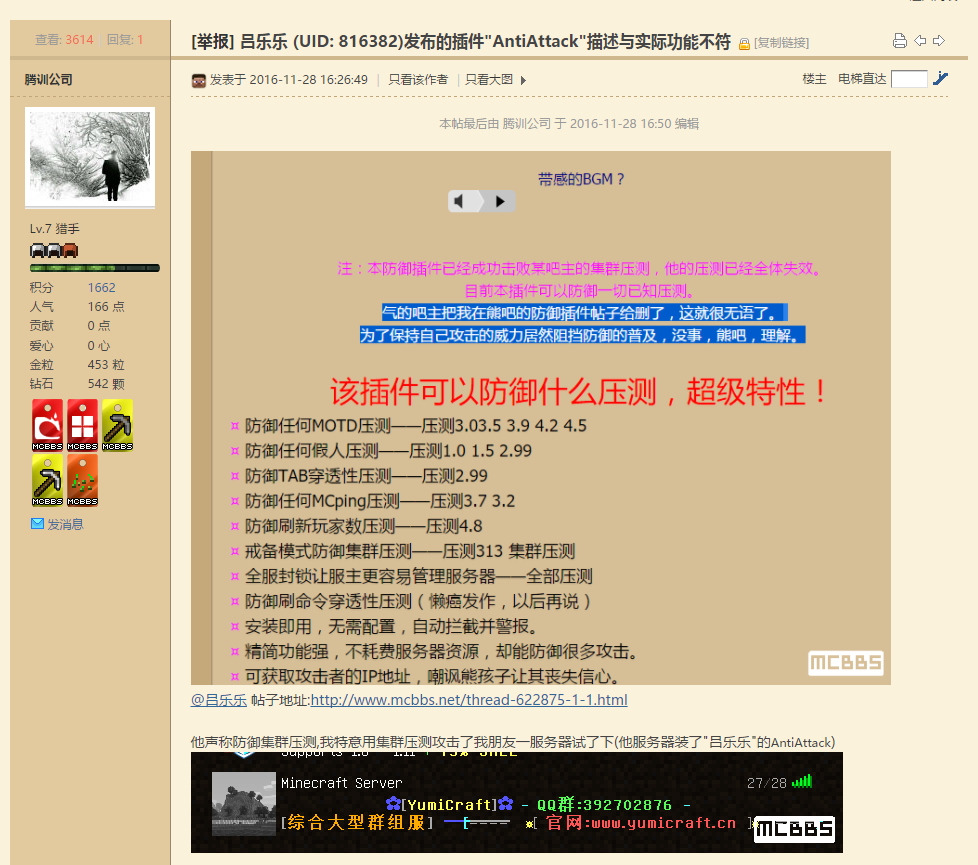 查看: 3614 | 回复: 1
[举报] 吕乐乐 (UID: 816382)发布的插件"AntiAttack"描述与实际功能不符 [复制链接]
腾训公司
发表于 2016-11-28 16:26:49 | 只看该作者 | 只看大图
楼主 电梯直达
本帖最后由 腾训公司 于 2016-11-28 16:50 编辑
Lv.7 猎手
积分 1662
人气 166 点
贡献 0 点
爱心 0 心
金粒 453 粒
钻石 542 颗
MCBBS MCBBS MCBBS
MCBBS MCBBS
发消息
带感的BGM？
注：本防御插件已经成功击败某吧主的集群压测，他的压测已经全体失效。
目前本插件可以防御一切已知压测。
气的吧主把我在熊吧的防御插件帖子给删了，这就很无语了。
为了保持自己攻击的威力居然阻挡防御的普及，没事，熊吧，理解。
该插件可以防御什么压测，超级特性！
¤ 防御任何MOTD压测——压测3.03.5 3.9 4.2 4.5
¤ 防御任何假人压测——压测1.0 1.5 2.99
¤ 防御TAB穿透性压测——压测2.99
¤ 防御任何MCping压测——压测3.7 3.2
¤ 防御刷新玩家数压测——压测4.8
¤ 戒备模式防御集群压测——压测313 集群压测
¤ 全服封锁让服主更容易管理服务器——全部压测
¤ 防御刷命令穿透性压测（懒癌发作，以后再说）
¤ 安装即用，无需配置，自动拦截并警报。
¤ 精简功能强，不耗费服务器资源，却能防御很多攻击。
¤ 可获取攻击者的IP地址，嘲讽熊孩子让其丧失信心。
MCBBS
@吕乐乐 帖子地址:http://www.mcbbs.net/thread-622875-1-1.html
他声称防御集群压测,我特意用集群压测攻击了我朋友一服务器试了下(他服务器装了"吕乐乐"的AntiAttack)
Minecraft Server 27/28
[YumiCraft] - QQ群:392702876 -
[综合大型群组服] [ 官网:www.yumicraft.cn ]
MCBBS